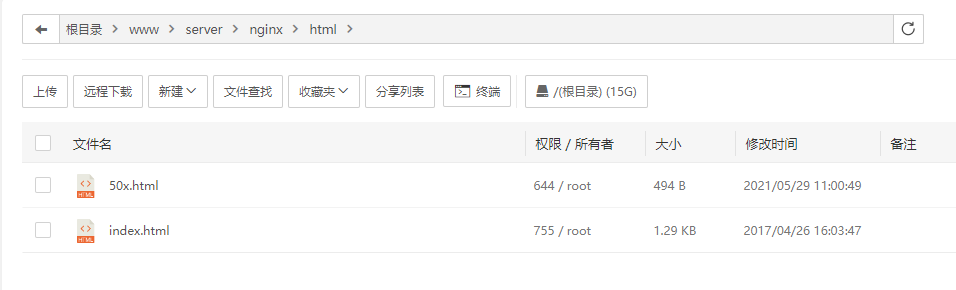 根目录 www server nginx html
上传 远程下载 新建 文件查找 收藏夹 分享列表 终端 /(根目录) (15G)
文件名 权限 / 所有者 大小 修改时间 备注
HTML 50x.html 644 / root 494 B 2021/05/29 11:00:49
HTML index.html 755 / root 1.29 KB 2017/04/26 16:03:47